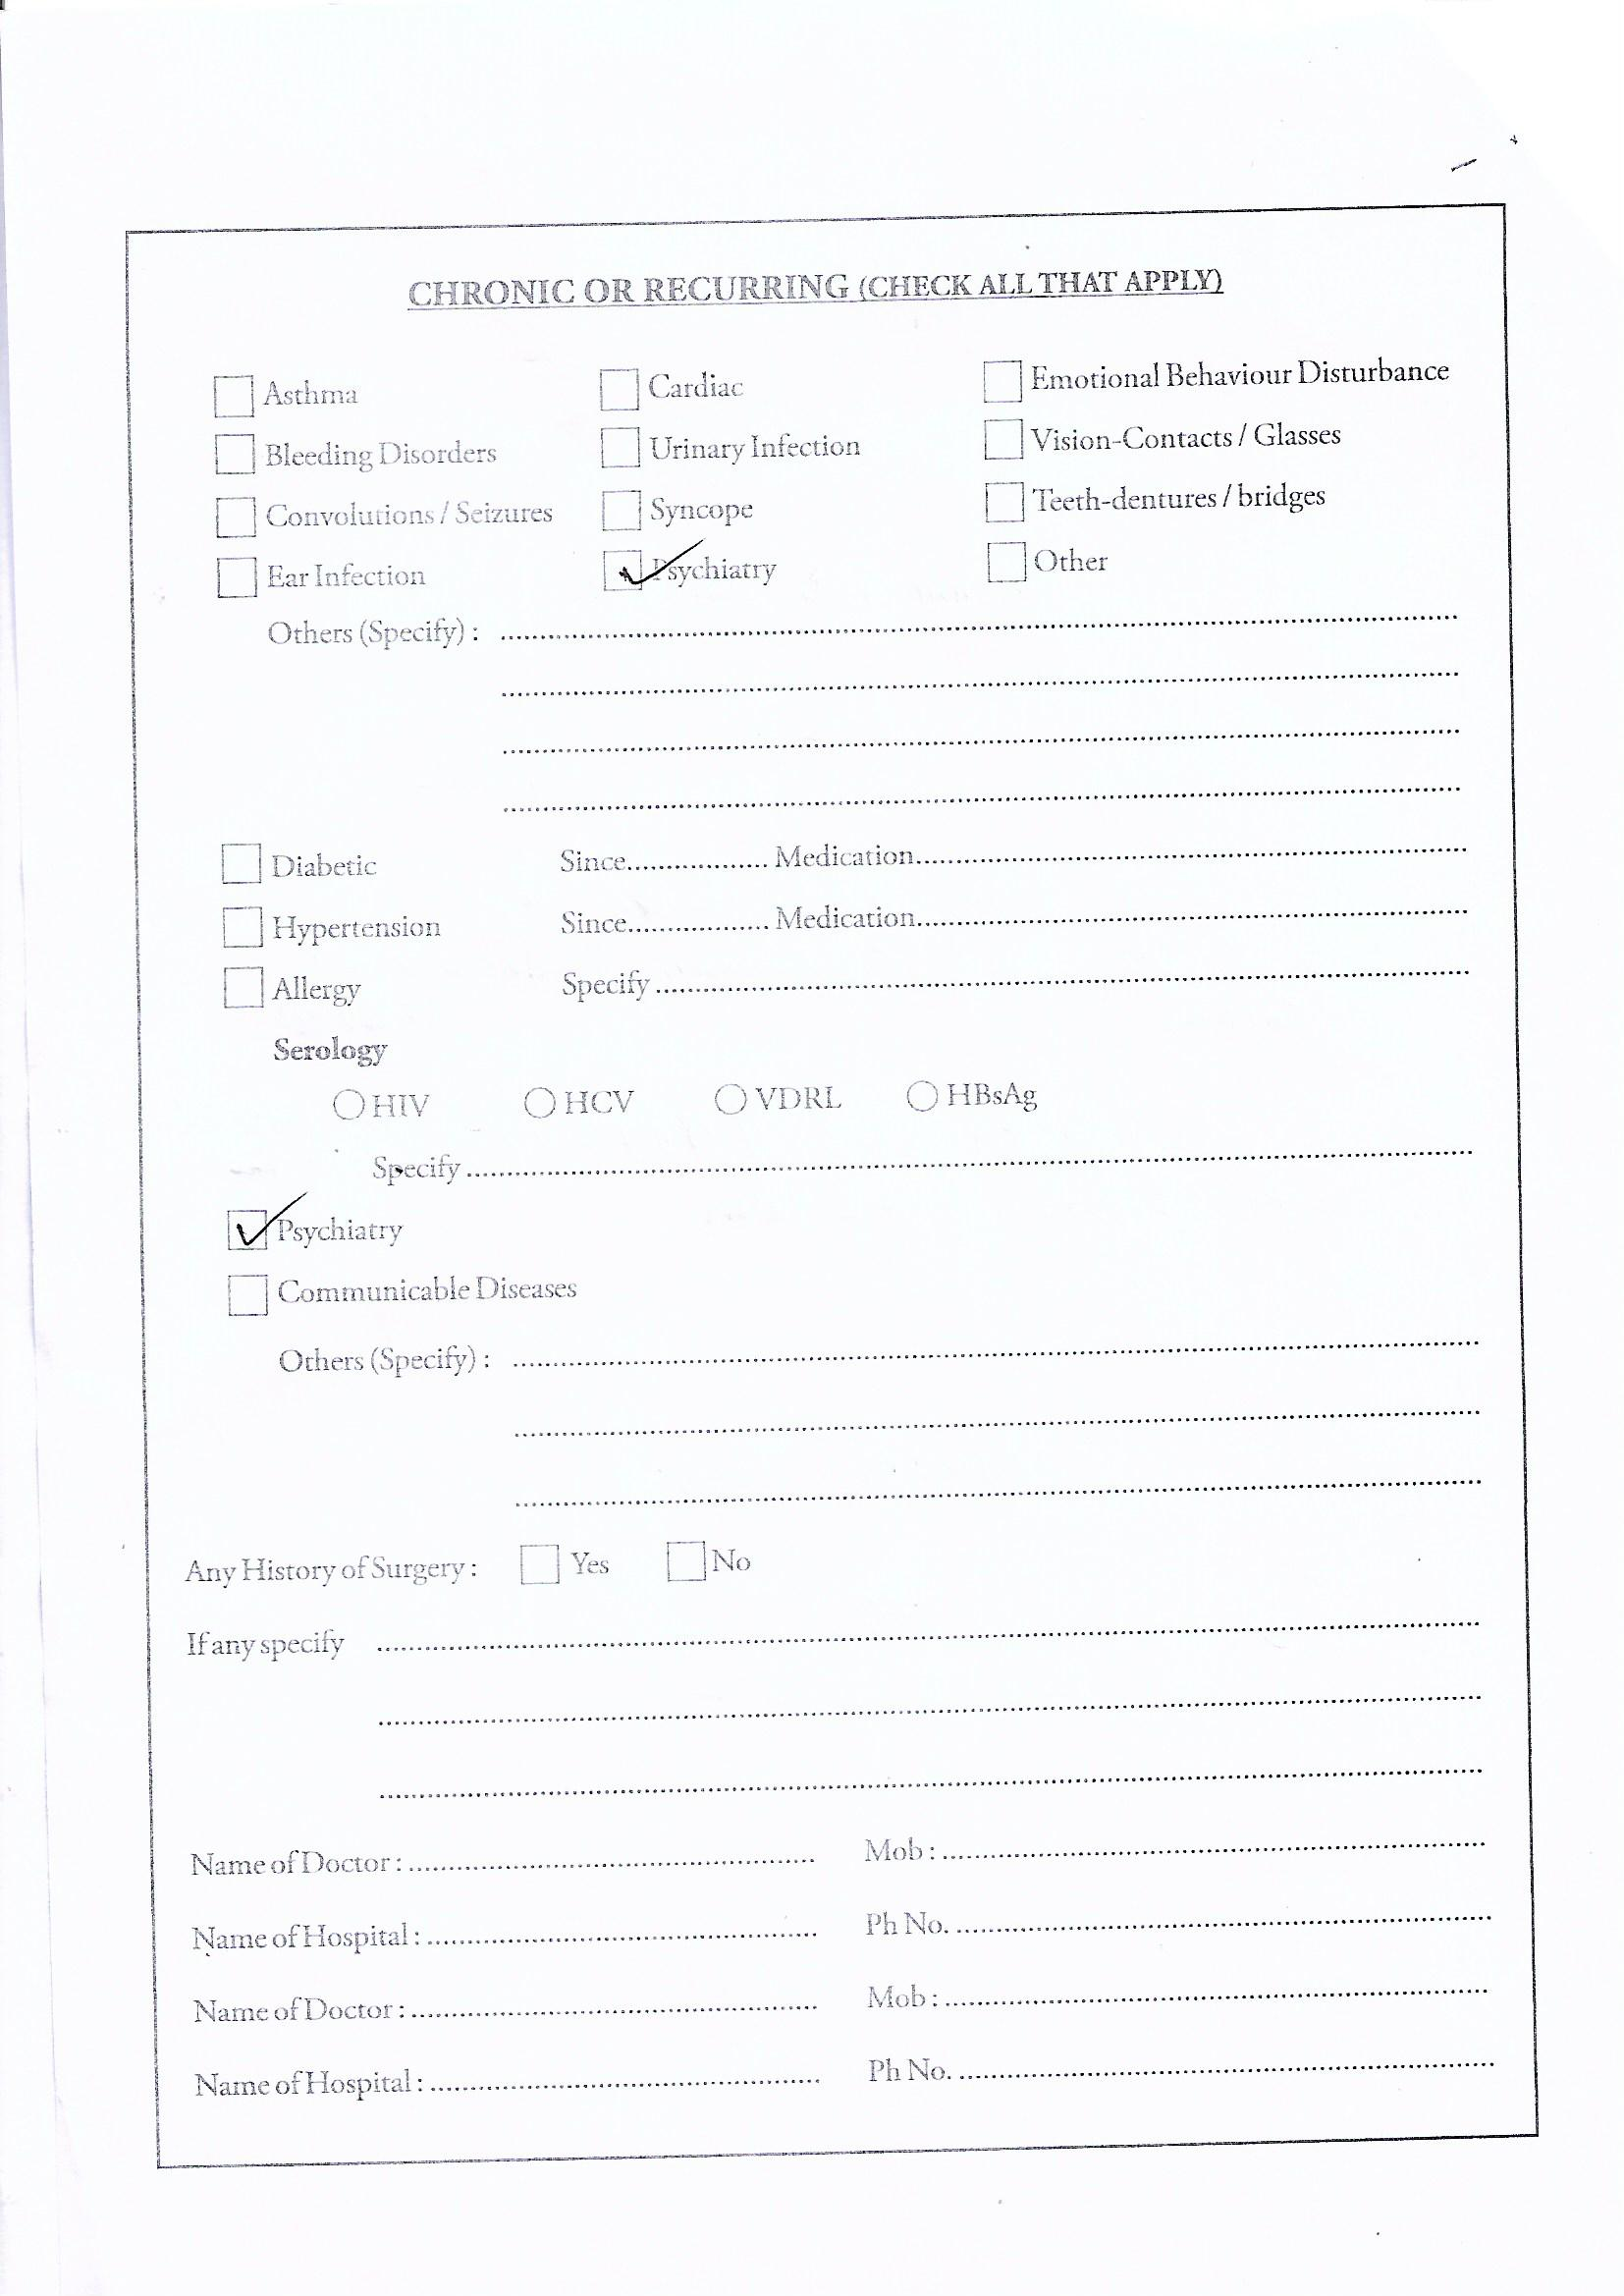 CHRONIC OR RECURRING (CHECK ALL THAT APPLY)
☐ Asthma ☐ Cardiac ☐ Emotional Behaviour Disturbance
☐ Bleeding Disorders ☐ Urinary Infection ☐ Vision-Contacts / Glasses
☐ Convolutions / Seizures ☐ Syncope ☐ Teeth-dentures / bridges
☐ Ear Infection ☑ Psychiatry ☐ Other
Others (Specify) : ..............................
..............................
..............................
..............................
☐ Diabetic Since.................. Medication..............................
☐ Hypertension Since.................. Medication..............................
☐ Allergy Specify ..............................
Serology
○ HIV ○ HCV ○ VDRL ○ HBsAg
Specify ..............................
☑ Psychiatry
☐ Communicable Diseases
Others (Specify) : ..............................
..............................
..............................
Any History of Surgery : ☐ Yes ☐ No
If any specify ..............................
..............................
..............................
Name of Doctor : .............................. Mob : ..............................
Name of Hospital : .............................. Ph No. ..............................
Name of Doctor : .............................. Mob : ..............................
Name of Hospital : .............................. Ph No. ..............................